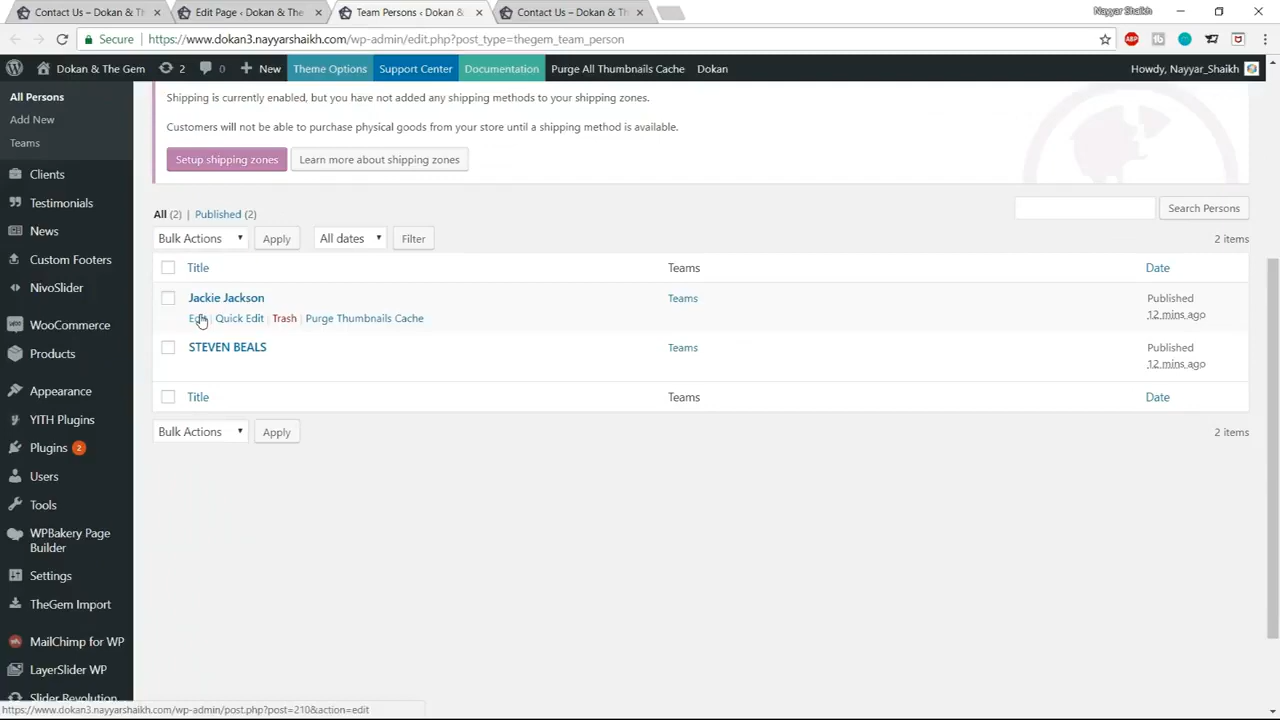 Contact Us – Dokan & Th
Edit Page ‹ Dokan & The
Team Persons ‹ Dokan &
Contact Us – Dokan & Th
Nayyar Shaikh
Secure
https://www.dokan3.nayyarshaikh.com/wp-admin/edit.php?post_type=thegem_team_person
ABP
Dokan & The Gem
2
0
New
Theme Options
Support Center
Documentation
Purge All Thumbnails Cache
Dokan
Howdy, Nayyar_Shaikh
All Persons
Add New
Teams
Clients
Testimonials
News
Custom Footers
NivoSlider
WooCommerce
Products
Appearance
YITH Plugins
Plugins 2
Users
Tools
WPBakery Page
Builder
Settings
TheGem Import
MailChimp for WP
LayerSlider WP
Slider Revolution
Shipping is currently enabled, but you have not added any shipping methods to your shipping zones.
Customers will not be able to purchase physical goods from your store until a shipping method is available.
Setup shipping zones
Learn more about shipping zones
All (2) | Published (2)
Search Persons
Bulk Actions
Apply
All dates
Filter
2 items
Title
Teams
Date
Jackie Jackson
Teams
Published
12 mins ago
Edit | Quick Edit | Trash | Purge Thumbnails Cache
STEVEN BEALS
Teams
Published
12 mins ago
Title
Teams
Date
Bulk Actions
Apply
2 items
https://www.dokan3.nayyarshaikh.com/wp-admin/post.php?post=210&action=edit